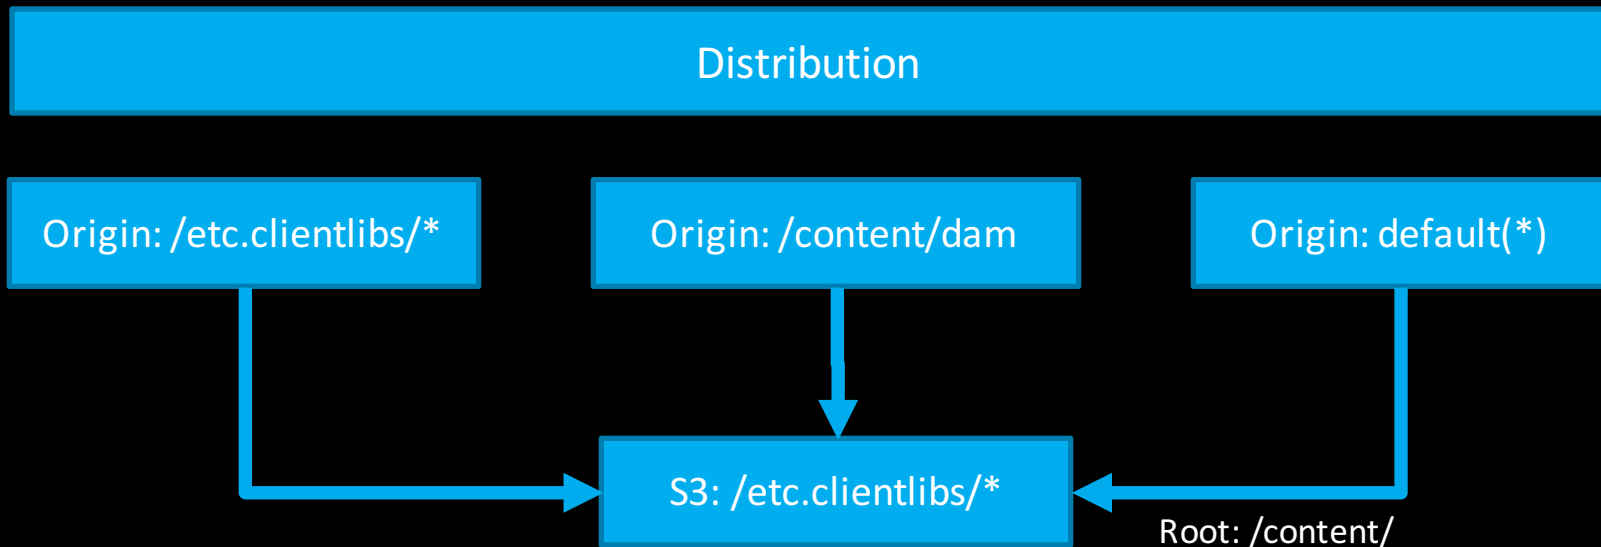 Distribution
Origin: /etc.clientlibs/*
Origin: /content/dam
Origin: default(*)
S3: /etc.clientlibs/*
Root: /content/